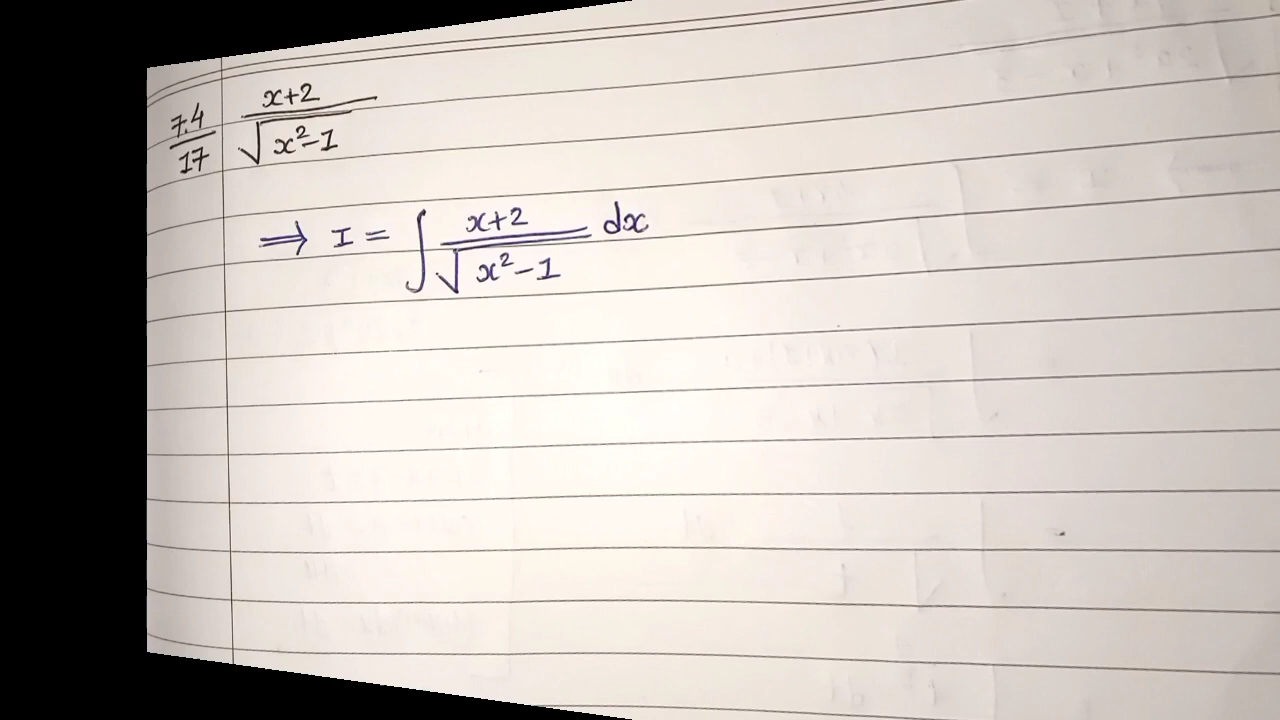 7.4/17 (x+2)/√(x²-1)
⇒ I = ∫ (x+2)/√(x²-1) dx